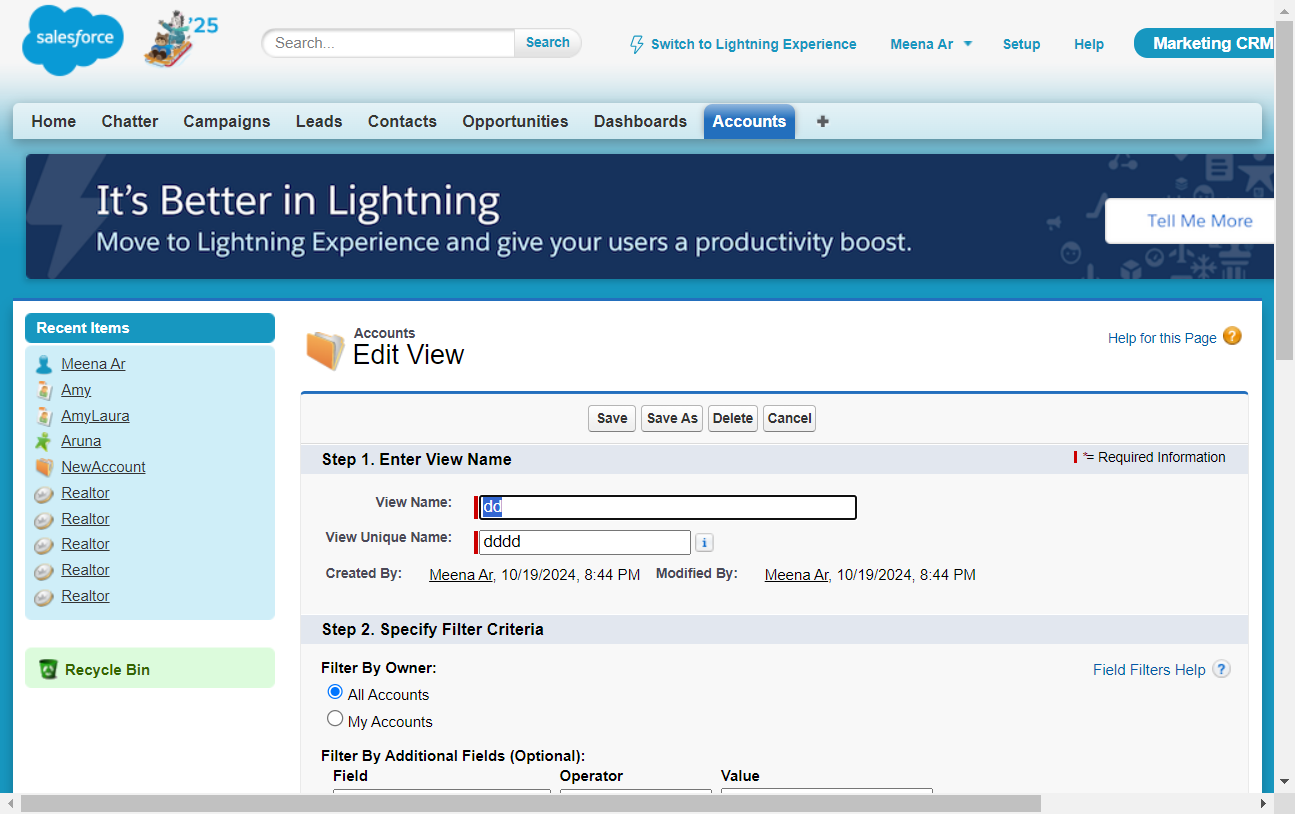 salesforce
'25
Search...
Search
Switch to Lightning Experience
Meena Ar
Setup
Help
Marketing CRM
Home
Chatter
Campaigns
Leads
Contacts
Opportunities
Dashboards
Accounts
+
It's Better in Lightning
Move to Lightning Experience and give your users a productivity boost.
Tell Me More
Recent Items
Meena Ar
Amy
AmyLaura
Aruna
NewAccount
Realtor
Realtor
Realtor
Realtor
Realtor
Recycle Bin
Accounts
Edit View
Help for this Page ?
Save
Save As
Delete
Cancel
Step 1. Enter View Name
*= Required Information
View Name:
dd
View Unique Name:
dddd
i
Created By:
Meena Ar, 10/19/2024, 8:44 PM
Modified By:
Meena Ar, 10/19/2024, 8:44 PM
Step 2. Specify Filter Criteria
Filter By Owner:
Field Filters Help ?
All Accounts
My Accounts
Filter By Additional Fields (Optional):
Field
Operator
Value